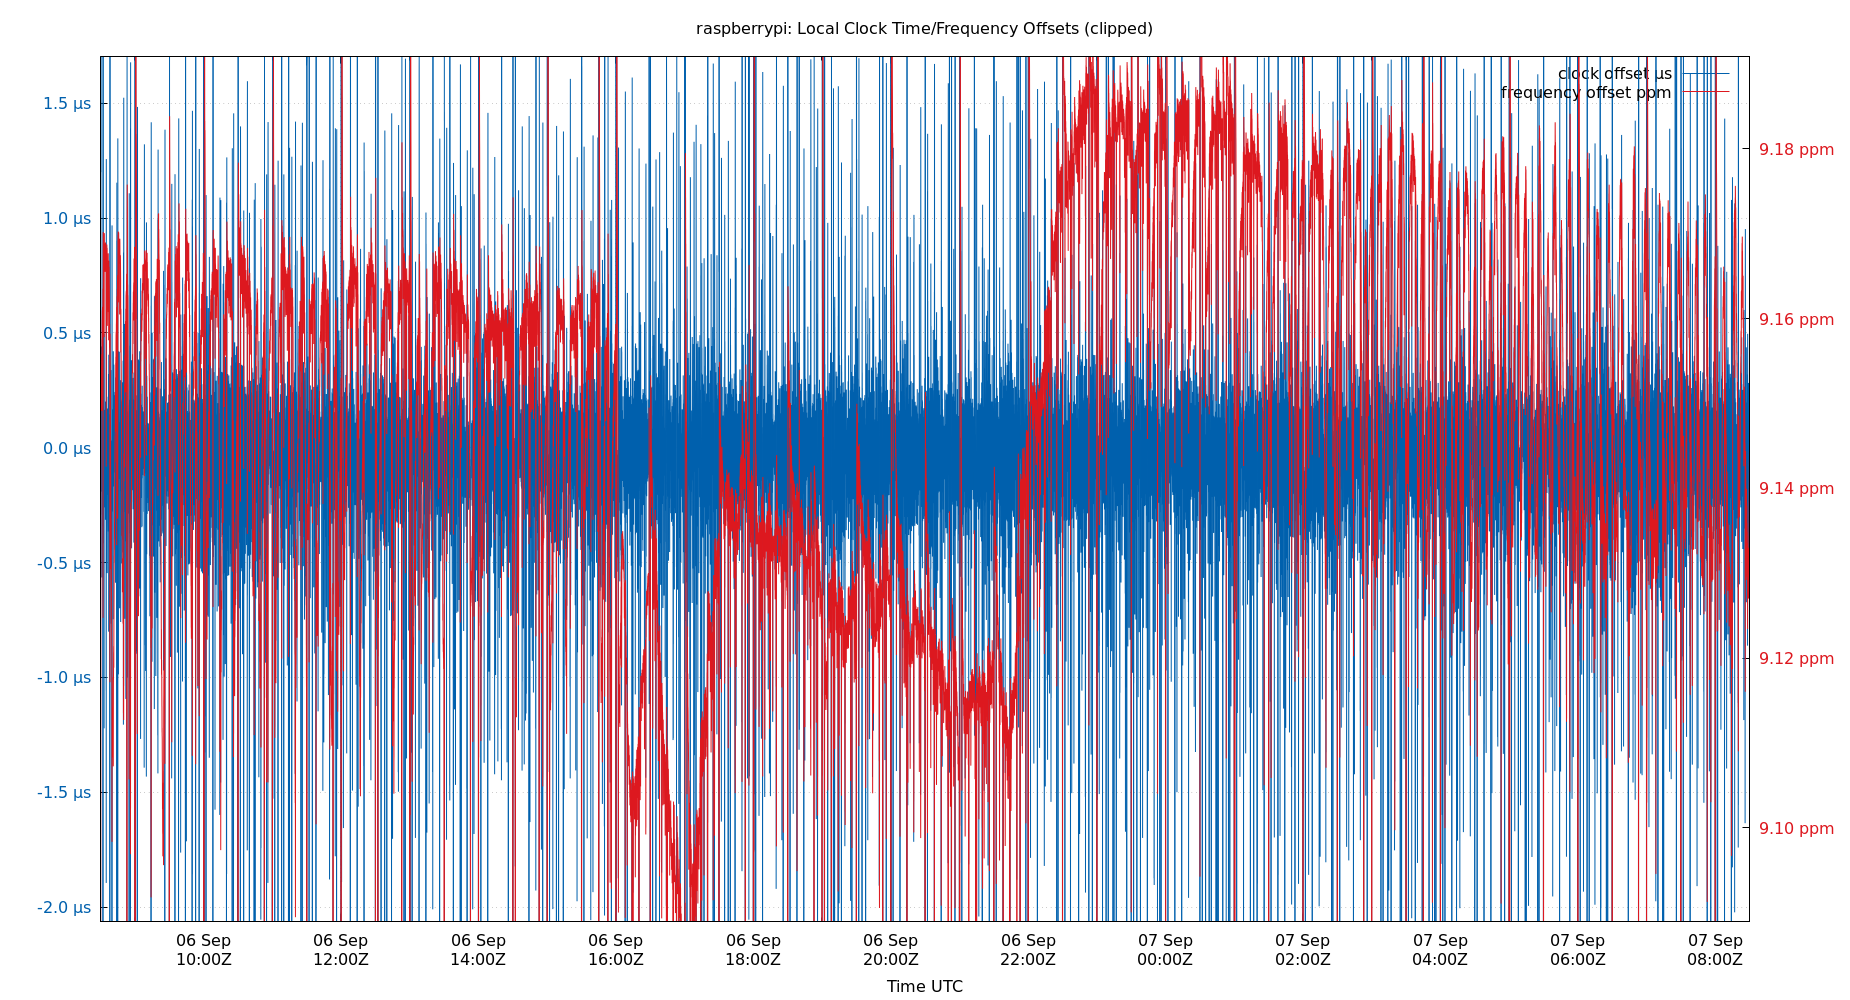 raspberrypi: Local Clock Time/Frequency Offsets (clipped)
clock offset µs
frequency offset ppm
1.5 µs
1.0 µs
0.5 µs
0.0 µs
-0.5 µs
-1.0 µs
-1.5 µs
-2.0 µs
9.18 ppm
9.16 ppm
9.14 ppm
9.12 ppm
9.10 ppm
06 Sep 06 Sep 06 Sep 06 Sep 06 Sep 06 Sep 06 Sep 07 Sep 07 Sep 07 Sep 07 Sep 07 Sep
10:00Z 12:00Z 14:00Z 16:00Z 18:00Z 20:00Z 22:00Z 00:00Z 02:00Z 04:00Z 06:00Z 08:00Z
Time UTC